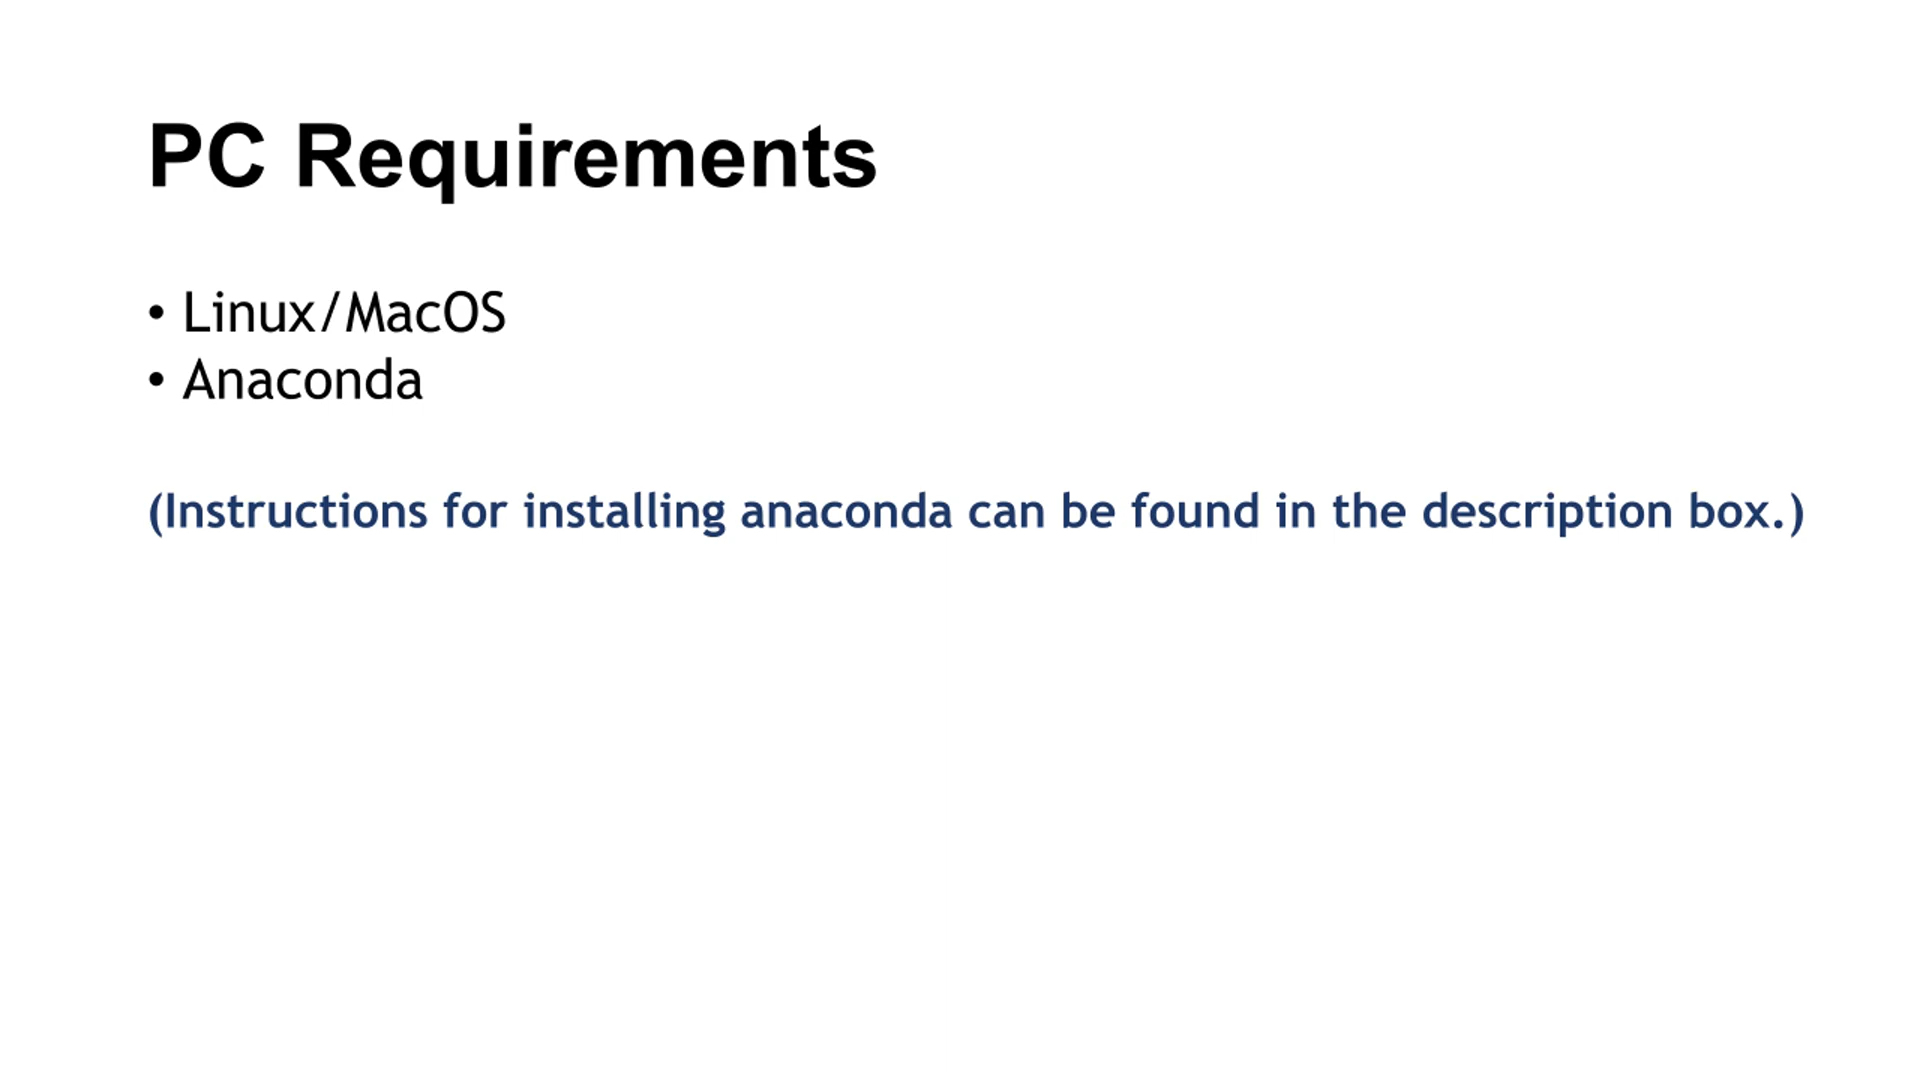 PC Requirements
• Linux/MacOS
• Anaconda
(Instructions for installing anaconda can be found in the description box.)